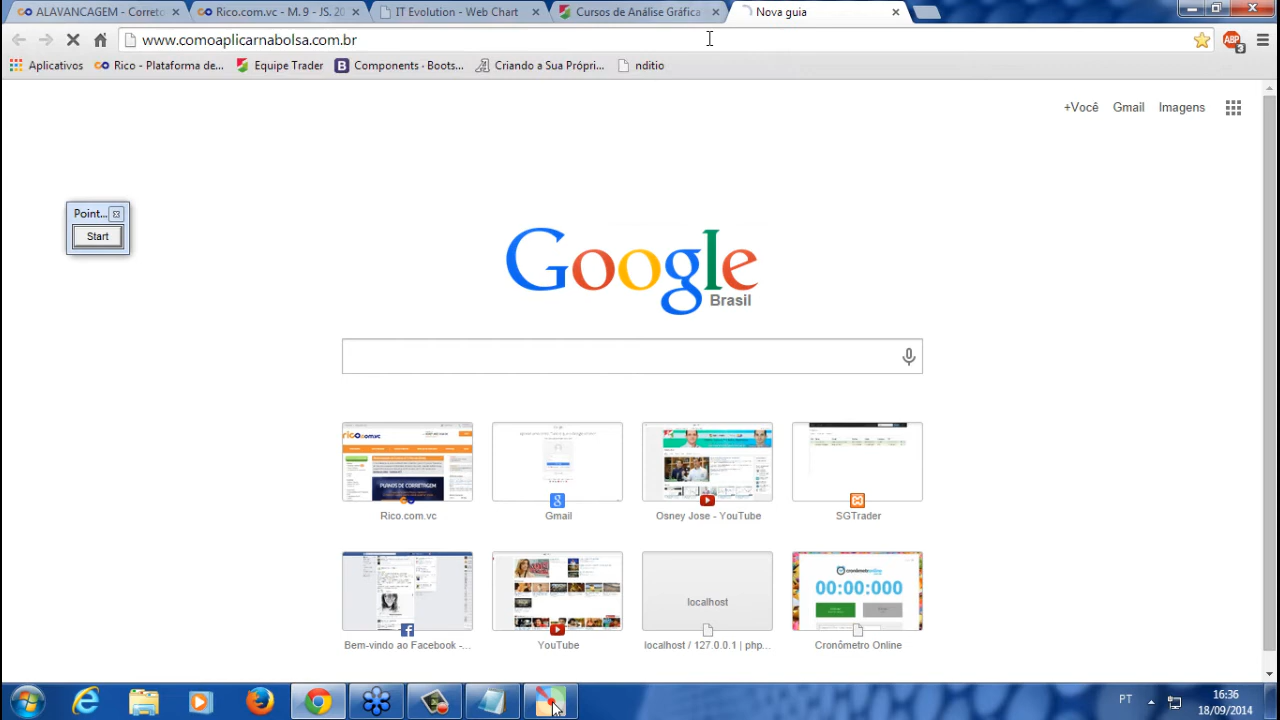 ALAVANCAGEM - Correto
Rico.com.vc - M. 9 - JS. 20
IT Evolution - Web Chart
Cursos de Análise Gráfica
Nova guia
www.comoaplicarnabolsa.com.br
ABP
3
Aplicativos
Rico - Plataforma de...
Equipe Trader
B
Components · Boots...
Criando o Sua Própri...
nditio
+Você
Gmail
Imagens
Point...
Start
Google
Brasil
Rico.com.vc
Gmail
Osney Jose - YouTube
SGTrader
localhost
00:00:000
Bem-vindo ao Facebook -...
YouTube
localhost / 127.0.0.1 | php...
Cronômetro Online
PT
16:36
18/09/2014